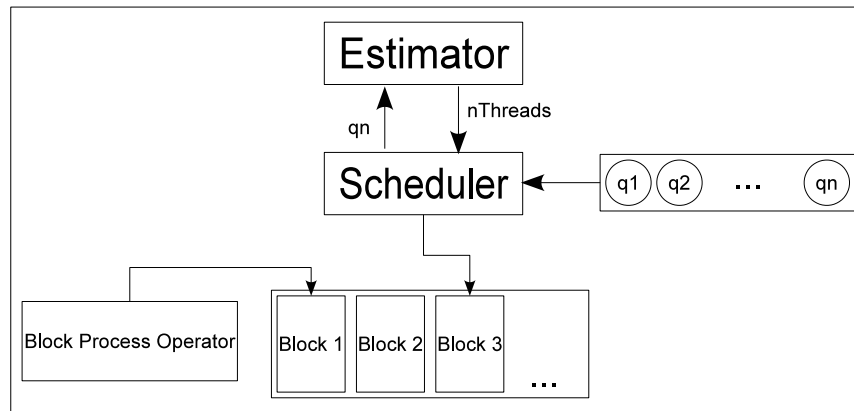 Estimator
qn
nThreads
Scheduler
q1 q2 ... qn
Block Process Operator
Block 1 Block 2 Block 3 ...